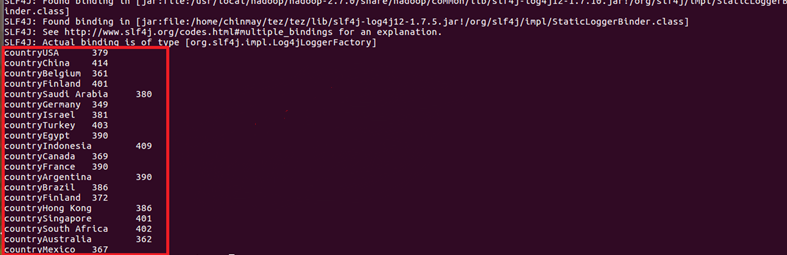 SLF4J: Found binding in [jar:file:/usr/local/hadoop/hadoop-2.7.0/share/hadoop/common/lib/slf4j-log4j12-1.7.10.jar!/org/slf4j/impl/StaticLoggerB
inder.class]
SLF4J: Found binding in [jar:file:/home/chinmay/tez/tez/lib/slf4j-log4j12-1.7.5.jar!/org/slf4j/impl/StaticLoggerBinder.class]
SLF4J: See http://www.slf4j.org/codes.html#multiple_bindings for an explanation.
SLF4J: Actual binding is of type [org.slf4j.impl.Log4jLoggerFactory]
countryUSA 379
countryChina 414
countryBelgium 361
countryFinland 401
countrySaudi Arabia 380
countryGermany 349
countryIsrael 381
countryTurkey 403
countryEgypt 390
countryIndonesia 409
countryCanada 369
countryFrance 390
countryArgentina 390
countryBrazil 386
countryFinland 372
countryHong Kong 386
countrySingapore 401
countrySouth Africa 402
countryAustralia 362
countryMexico 367